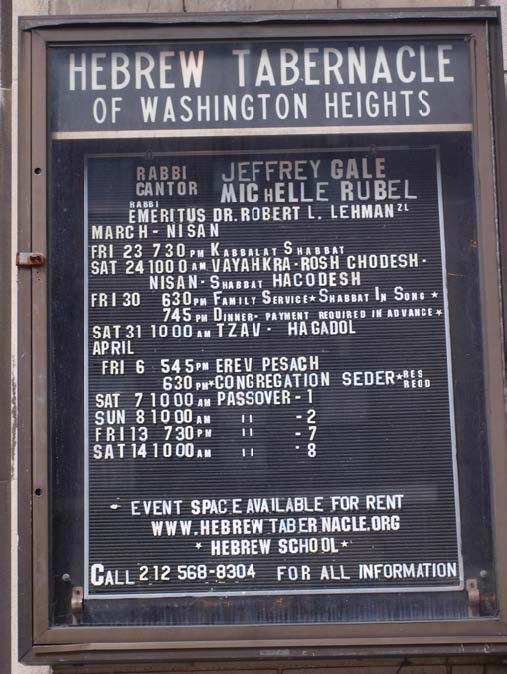 HEBREW TABERNACLE
OF WASHINGTON HEIGHTS
RABBI JEFFREY GALE
CANTOR MICHELLE RUBEL
RABBI
EMERITUS DR. ROBERT L. LEHMAN ZL
MARCH - NISAN
FRI 23 730 PM KABBALAT SHABBAT
SAT 24 1000 AM VAYAHKRA-ROSH CHODESH-
NISAN-SHABBAT HACODESH
FRI 30 630 PM FAMILY SERVICE★SHABBAT IN SONG★
745 PM DINNER- PAYMENT REQUIRED IN ADVANCE★
SAT 31 1000 AM TZAV- HAGADOL
APRIL
FRI 6 545 PM EREV PESACH
630 PM★CONGREGATION SEDER★RES REQD
SAT 7 1000 AM PASSOVER - 1
SUN 8 1000 AM " - 2
FRI 13 730 PM " - 7
SAT 14 1000 AM " - 8
- EVENT SPACE AVAILABLE FOR RENT
WWW.HEBREWTABERNACLE.ORG
★ HEBREW SCHOOL★
CALL 212 568-8304 FOR ALL INFORMATION